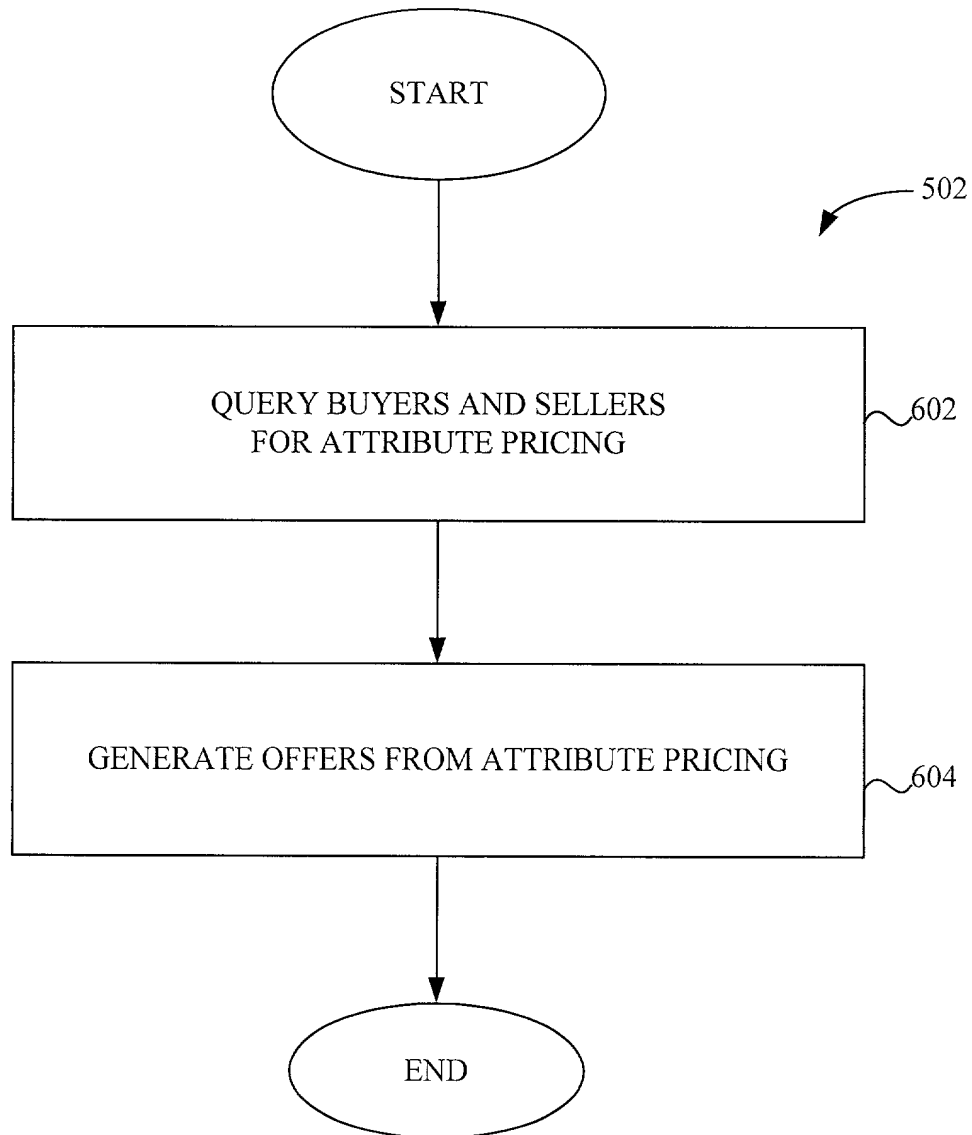 START
502
QUERY BUYERS AND SELLERS
FOR ATTRIBUTE PRICING
602
GENERATE OFFERS FROM ATTRIBUTE PRICING
604
END